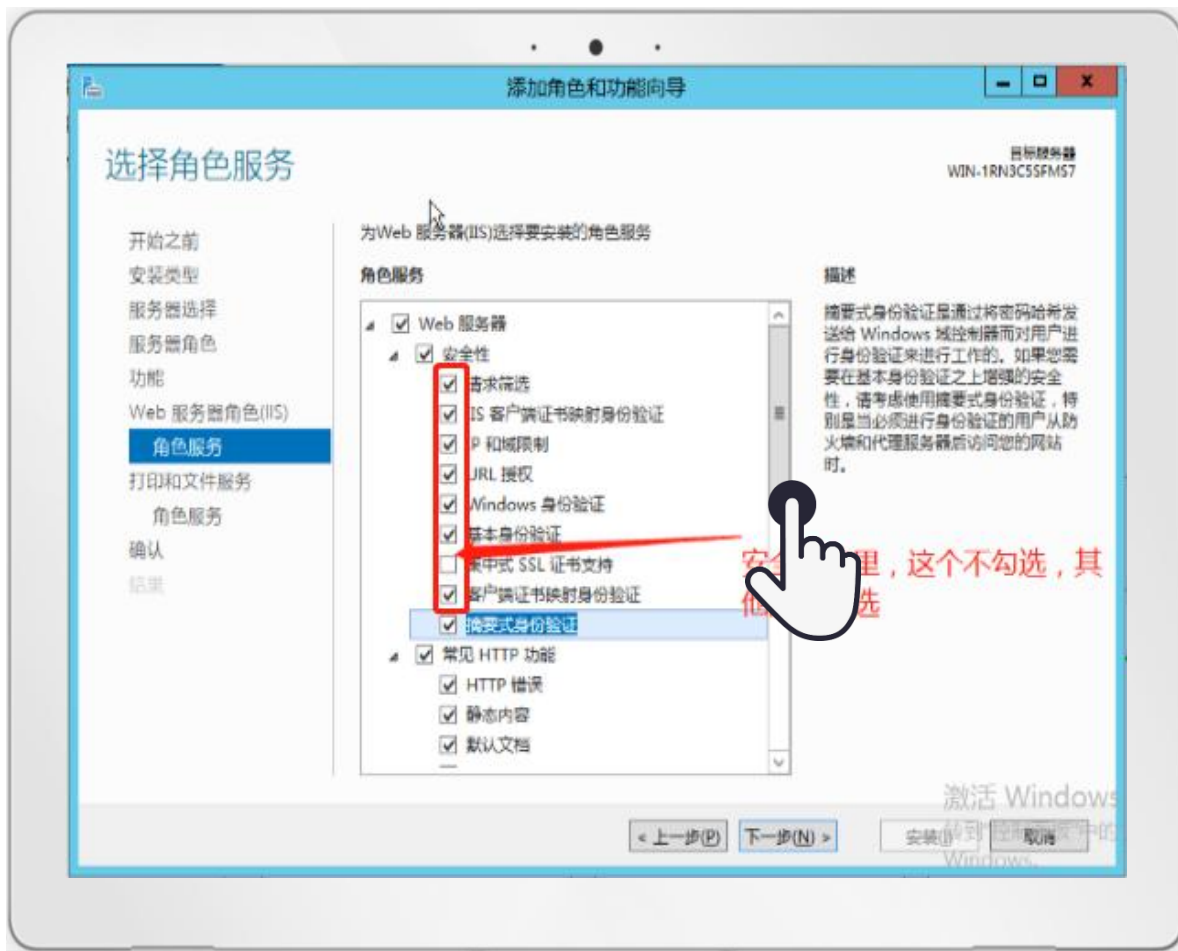 添加角色和功能向导
选择角色服务
目标服务器
WIN-1RN3C5SFMS7
开始之前
安装类型
服务器选择
服务器角色
功能
Web 服务器角色(IIS)
角色服务
打印和文件服务
角色服务
确认
结果
为Web 服务器(IIS)选择要安装的角色服务
角色服务
Web 服务器
安全性
请求筛选
IIS 客户端证书映射身份验证
IP 和域限制
URL 授权
Windows 身份验证
基本身份验证
集中式 SSL 证书支持
客户端证书映射身份验证
摘要式身份验证
常见 HTTP 功能
HTTP 错误
静态内容
默认文档
描述
摘要式身份验证是通过将密码哈希发
送给 Windows 域控制器而对用户进
行身份验证来进行工作的。如果您需
要在基本身份验证之上增强的安全
性，请考虑使用摘要式身份验证，特
别是当必须进行身份验证的用户从防
火墙和代理服务器后访问您的网站
时。
安全 里，这个不勾选，其
他 选
激活 Windows
< 上一步(P)
下一步(N) >
安装(I)
取消
Windows。